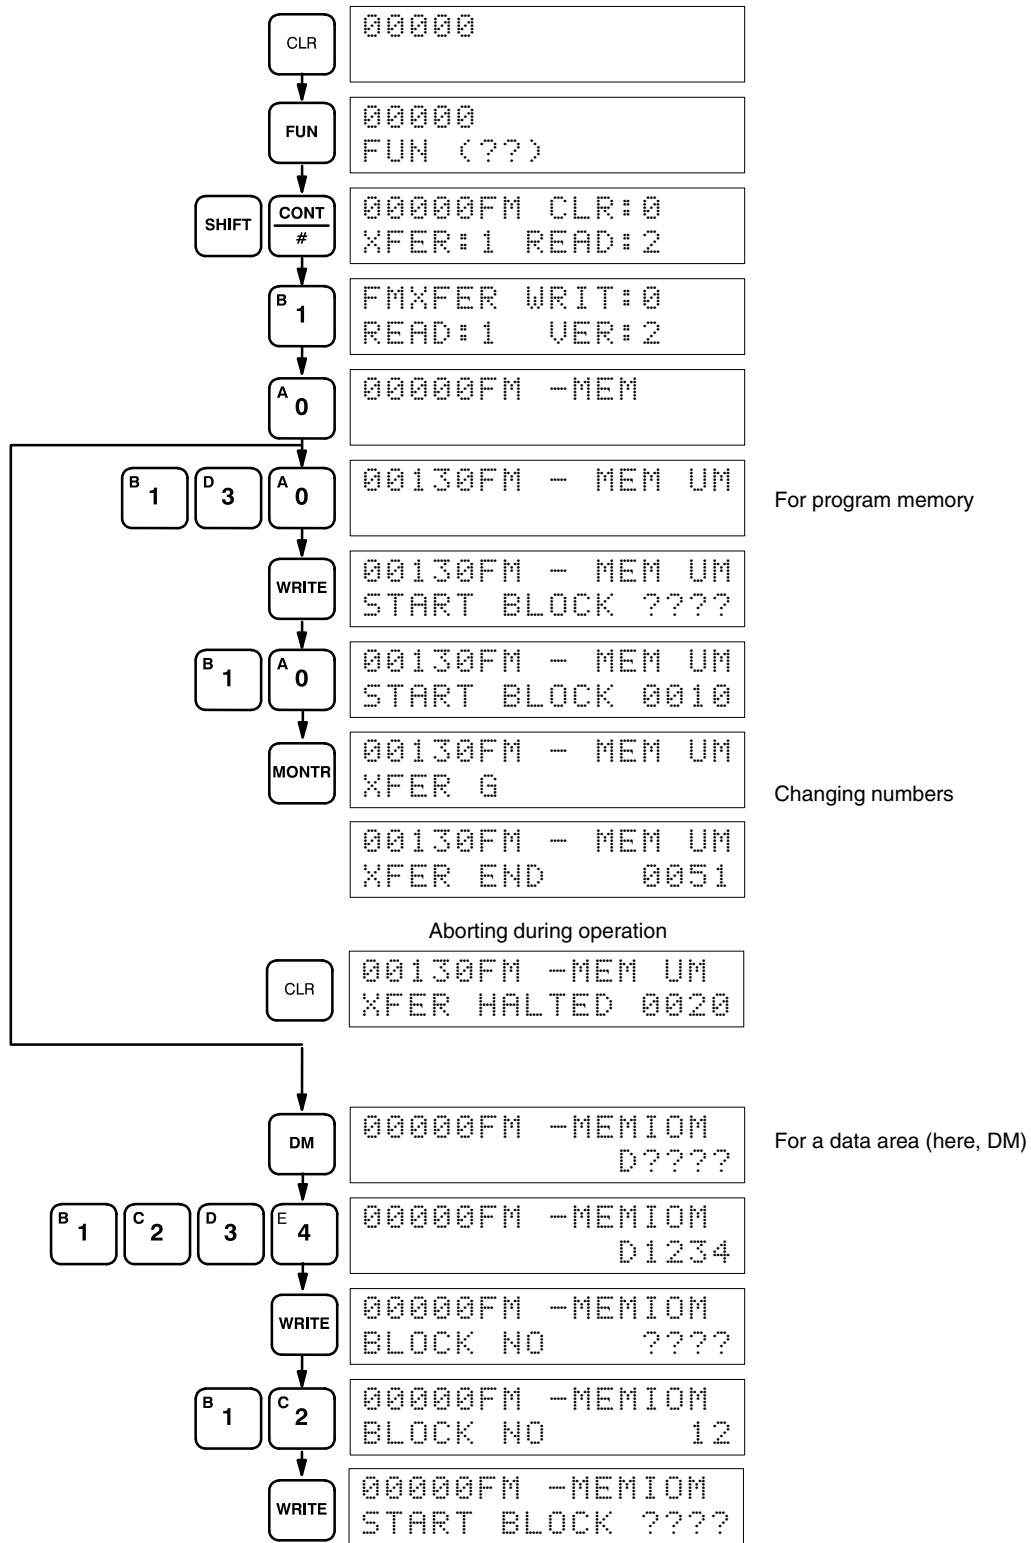 CLR
00000
FUN
00000
FUN (??)
SHIFT
CONT
#
00000FM CLR:0
XFER:1 READ:2
B 1
FMXFER WRIT:0
READ:1 VER:2
A 0
00000FM -MEM
B 1 D 3 A 0
00130FM - MEM UM
For program memory
WRITE
00130FM - MEM UM
START BLOCK ????
B 1 A 0
00130FM - MEM UM
START BLOCK 0010
MONTR
00130FM - MEM UM
XFER G
Changing numbers
00130FM - MEM UM
XFER END 0051
Aborting during operation
CLR
00130FM -MEM UM
XFER HALTED 0020
DM
00000FM -MEMIOM
D????
For a data area (here, DM)
B 1 C 2 D 3 E 4
00000FM -MEMIOM
D1234
WRITE
00000FM -MEMIOM
BLOCK NO ????
B 1 C 2
00000FM -MEMIOM
BLOCK NO 12
WRITE
00000FM -MEMIOM
START BLOCK ????